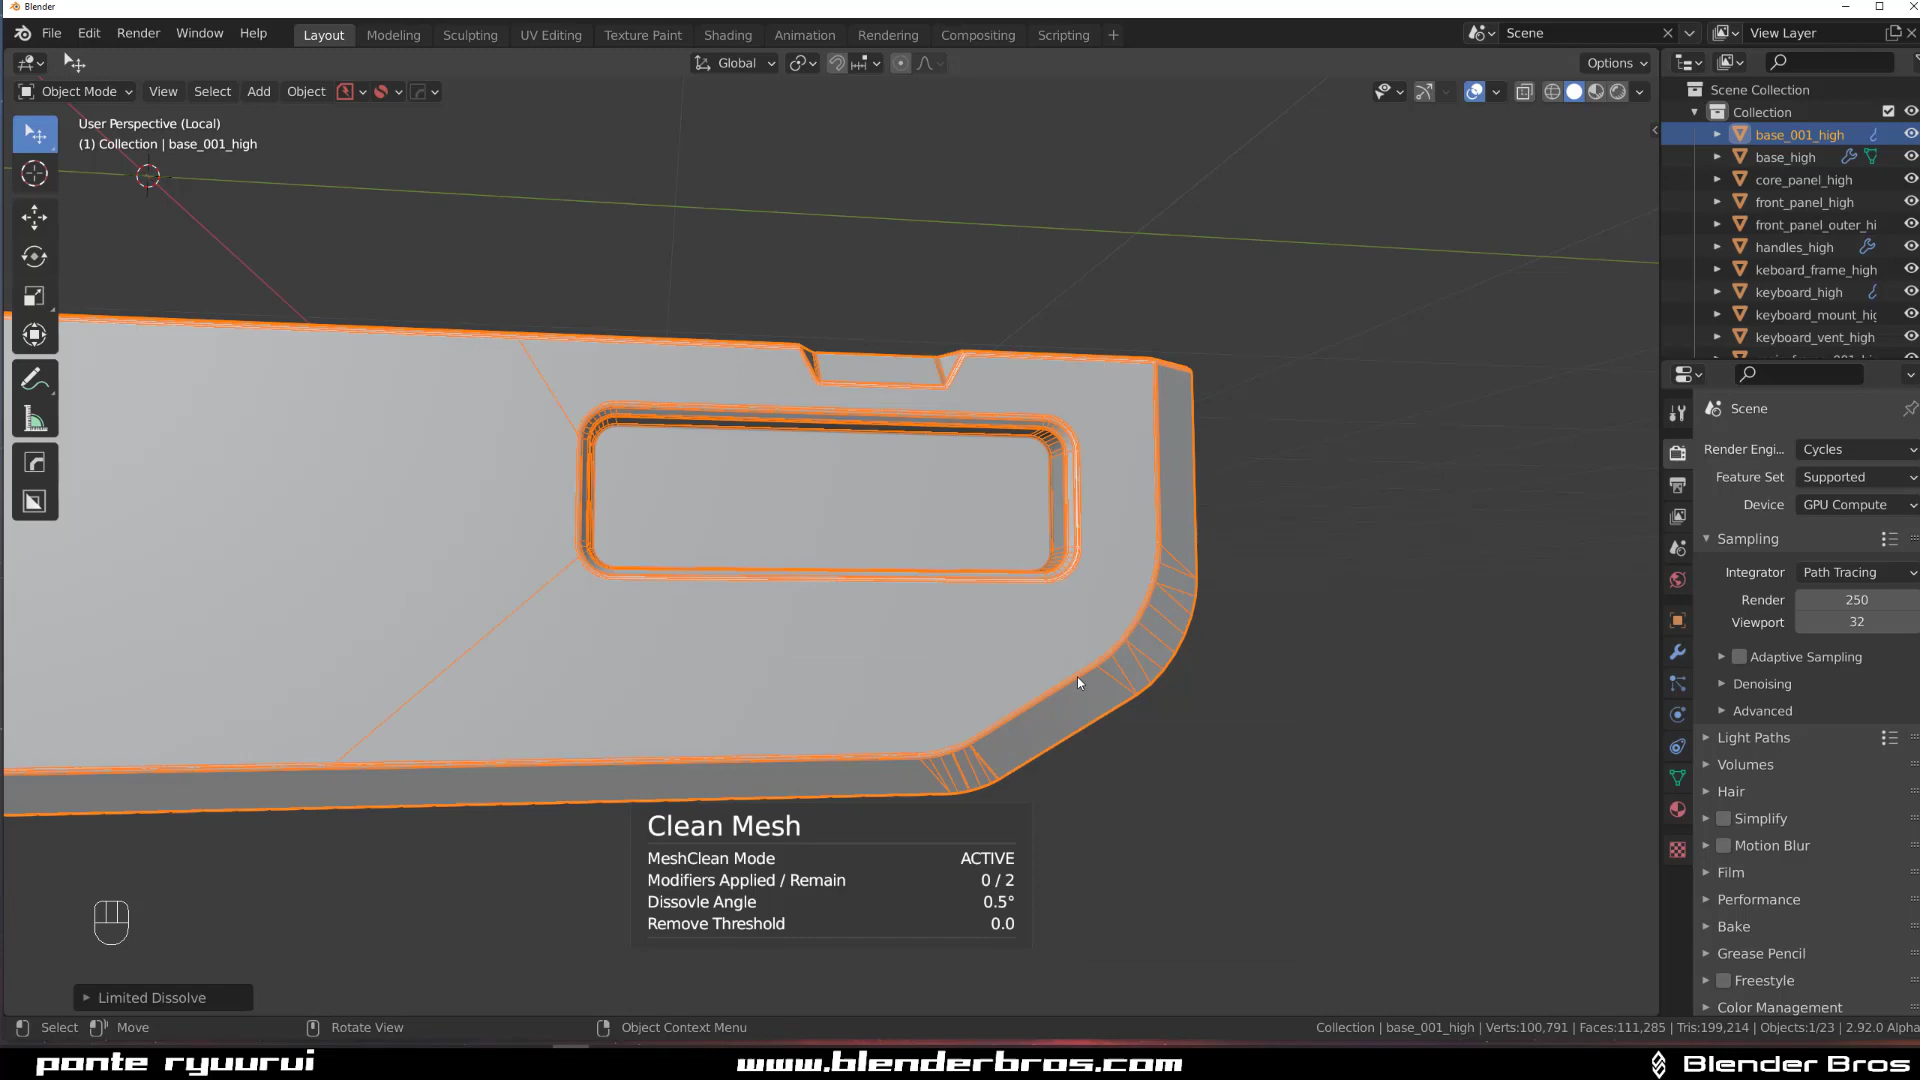 Blender
File Edit Render Window Help
Layout Modeling Sculpting UV Editing Texture Paint Shading Animation Rendering Compositing Scripting +
Scene
View Layer
Global
Options
Object Mode View Select Add Object
User Perspective (Local)
(1) Collection | base_001_high
Scene Collection
Collection
base_001_high
base_high
core_panel_high
front_panel_high
front_panel_outer_hi
handles_high
keboard_frame_high
keyboard_high
keyboard_mount_hig
keyboard_vent_high
Scene
Render Engi... Cycles
Feature Set Supported
Device GPU Compute
Sampling
Integrator Path Tracing
Render 250
Viewport 32
Adaptive Sampling
Denoising
Advanced
Light Paths
Volumes
Hair
Simplify
Motion Blur
Film
Performance
Bake
Grease Pencil
Freestyle
Color Management
Clean Mesh
MeshClean Mode ACTIVE
Modifiers Applied / Remain 0 / 2
Dissovle Angle 0.5°
Remove Threshold 0.0
Limited Dissolve
Select Move Rotate View Object Context Menu
Collection | base_001_high | Verts:100,791 | Faces:111,285 | Tris:199,214 | Objects:1/23 | 2.92.0 Alpha
ponte ryuurui
www.blenderbros.com
Blender Bros